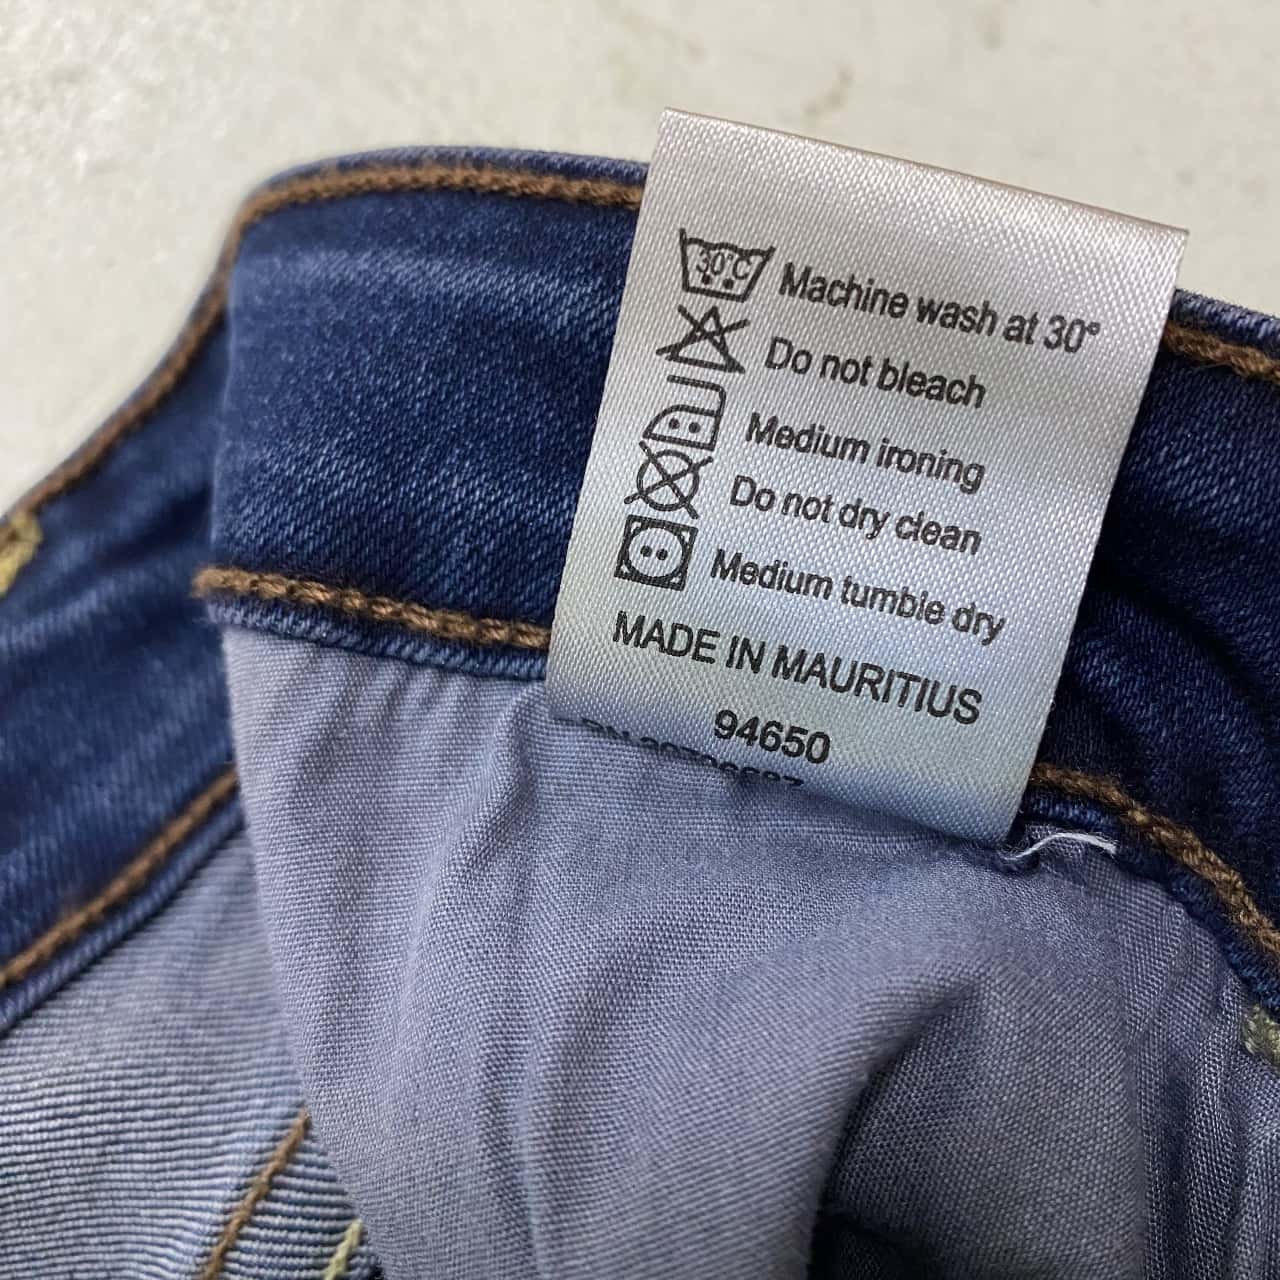 30°C Machine wash at 30°
Do not bleach
Medium ironing
Do not dry clean
Medium tumble dry
MADE IN MAURITIUS
94650